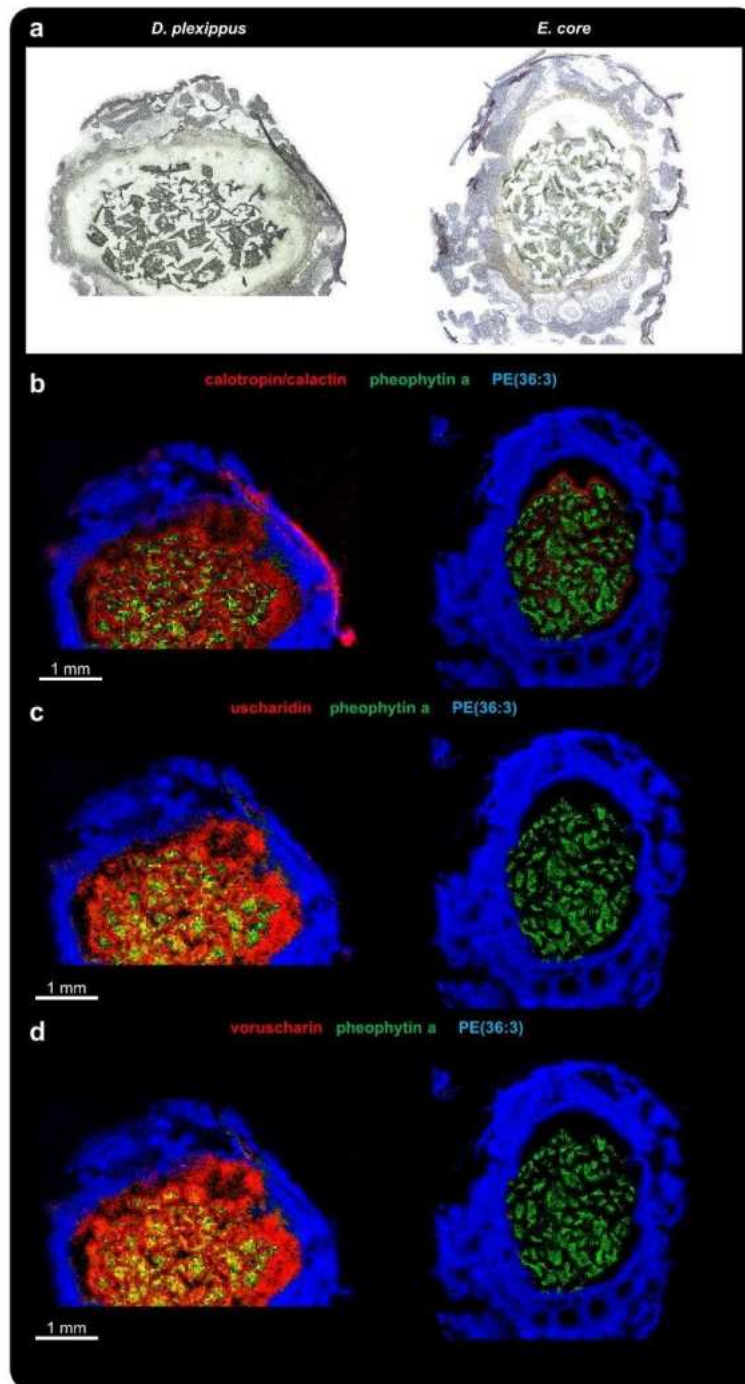 a
D. plexippus E. core
b
calotropin/calactin pheophytin a PE(36:3)
1 mm
c
uscharidin pheophytin a PE(36:3)
1 mm
d
voruscharin pheophytin a PE(36:3)
1 mm